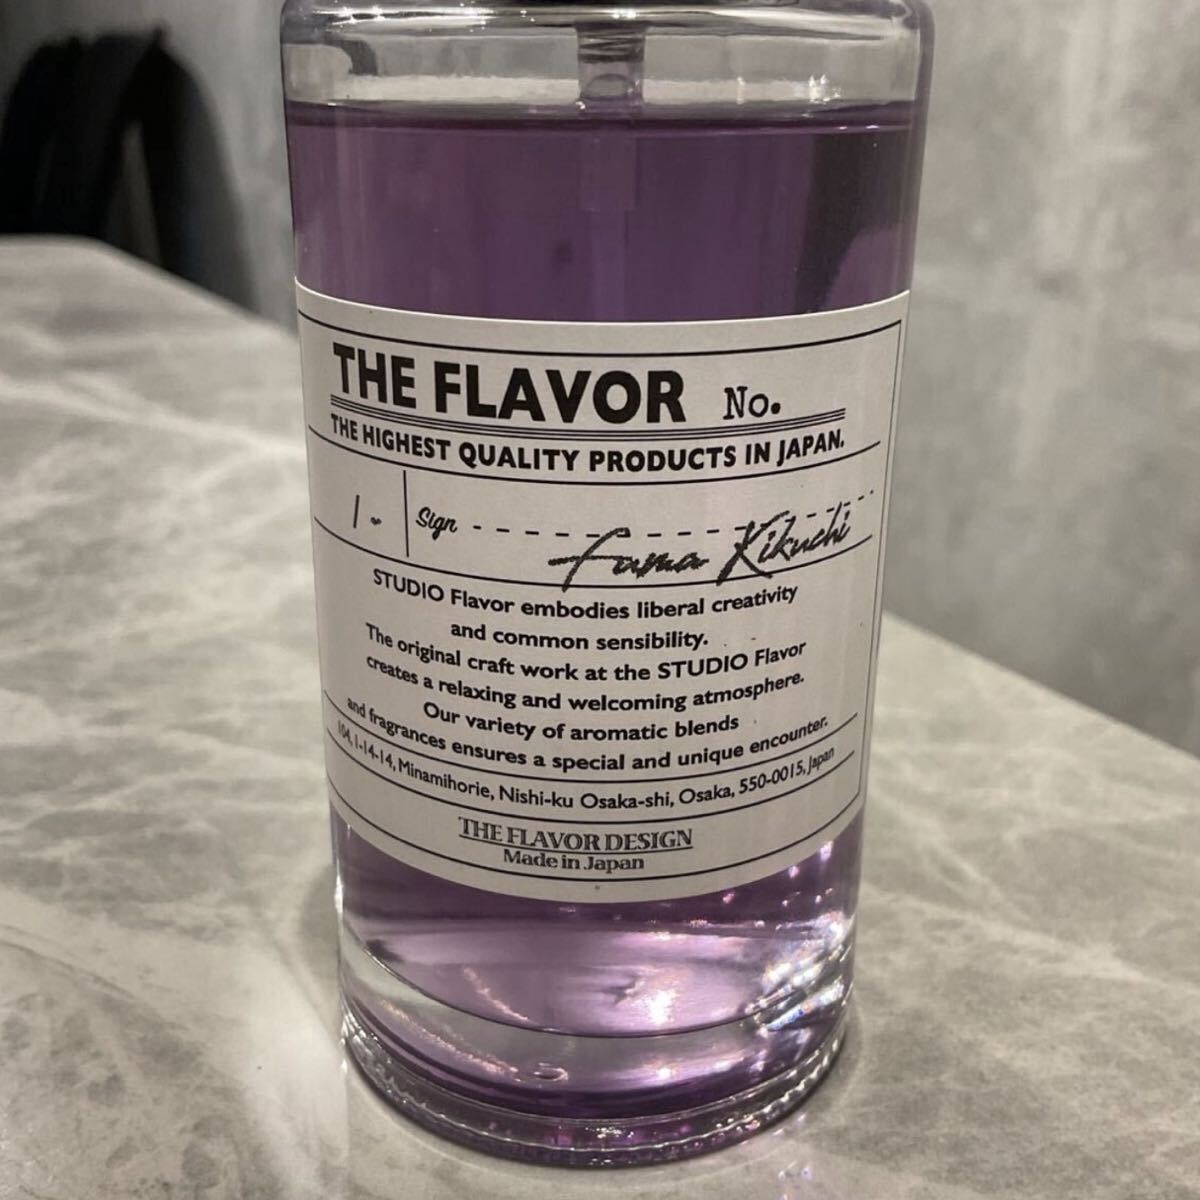 THE FLAVOR No.
THE HIGHEST QUALITY PRODUCTS IN JAPAN.
1. Sign Fuma Kikuchi
STUDIO Flavor embodies liberal creativity
and common sensibility.
The original craft work at the STUDIO Flavor
creates a relaxing and welcoming atmosphere.
Our variety of aromatic blends
and fragrances ensures a special and unique encounter.
104, 1-14-14, Minamihorie, Nishi-ku Osaka-shi, Osaka, 550-0015, Japan
THE FLAVOR DESIGN
Made in Japan